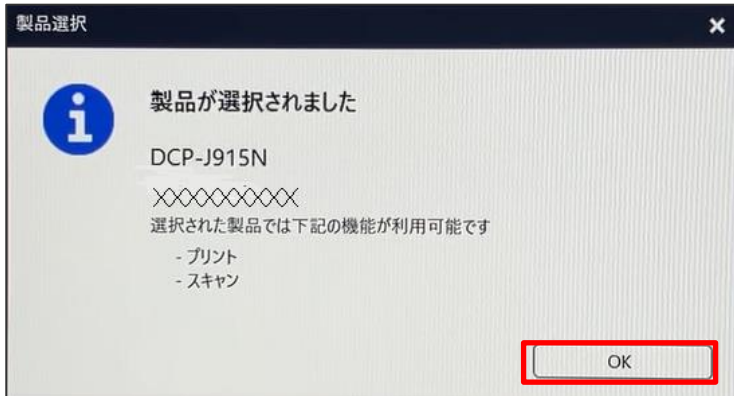 製品選択
製品が選択されました
DCP-J915N
XXXXXXXXXX
選択された製品では下記の機能が利用可能です
- プリント
- スキャン
OK